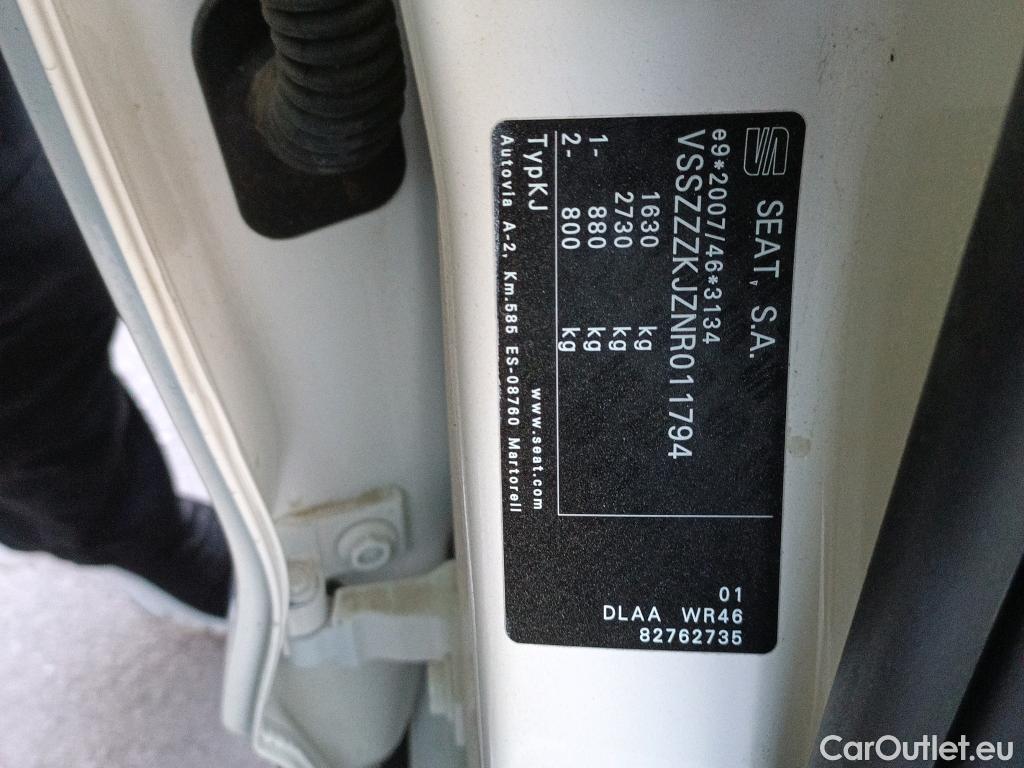 SEAT, S.A.
e9*2007/46*3134
VSSZZZKJZNR011794
1630 kg
2730 kg
1- 880 kg
2- 800 kg
TypKJ www.seat.com
Autovia A-2, Km.585 ES-08760 Martorell
01
DLAA WR46
82762735
CarOutlet.eu